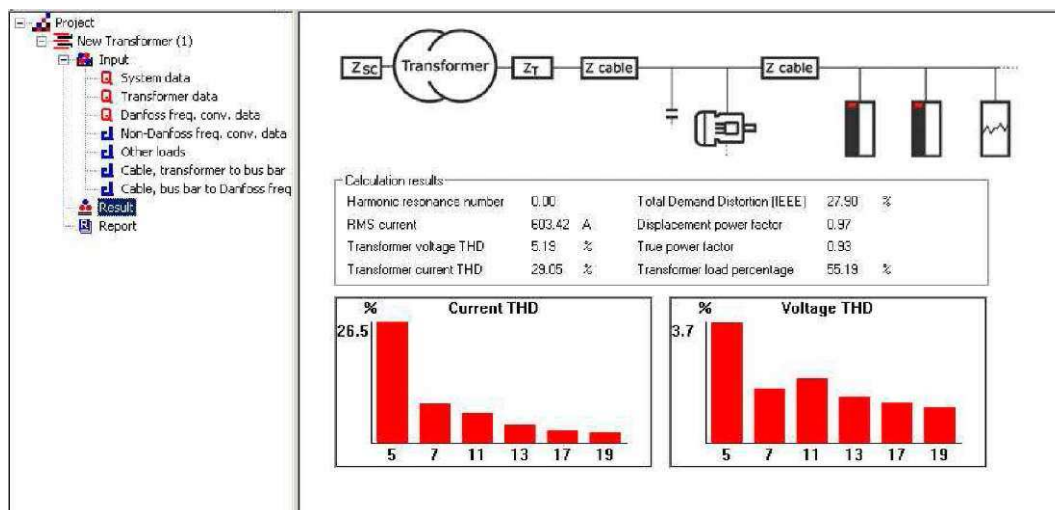 Project
New Transformer (1)
Input
System data
Transformer data
Danfoss freq. conv. data
Non-Danfoss freq. conv. data
Other loads
Cable, transformer to bus bar
Cable, bus bar to Danfoss freq
Result
Report
ZSC
Transformer
ZT
Z cable
Z cable
Calculation results
Harmonic resonance number 0.00 Total Demand Distortion (IEEE) 27.90 %
RMS current 603.42 A Displacement power factor 0.97
Transformer voltage THD 5.19 % True power factor 0.93
Transformer current THD 29.05 % Transformer load percentage 55.19 %
% Current THD
26.5
5 7 11 13 17 19
% Voltage THD
3.7
5 7 11 13 17 19